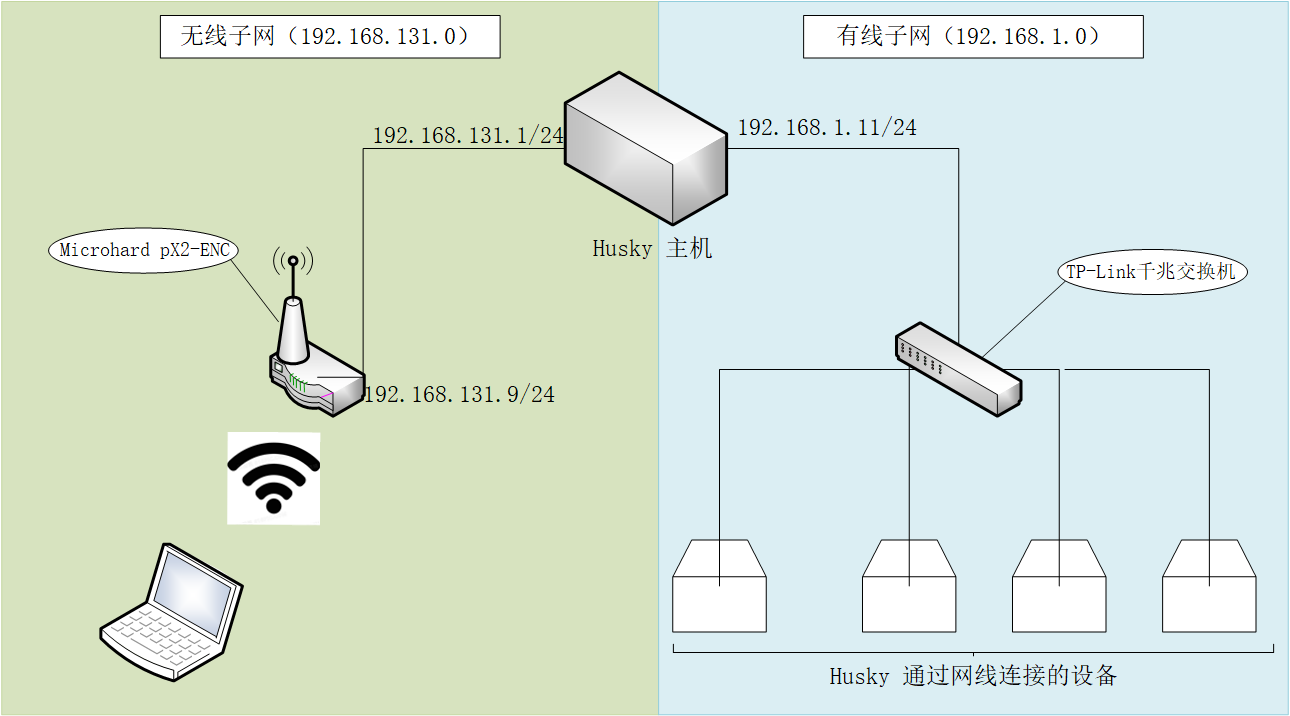 无线子网（192.168.131.0）
有线子网（192.168.1.0）
192.168.131.1/24
192.168.1.11/24
Husky 主机
Microhard pX2-ENC
TP-Link千兆交换机
192.168.131.9/24
Husky 通过网线连接的设备